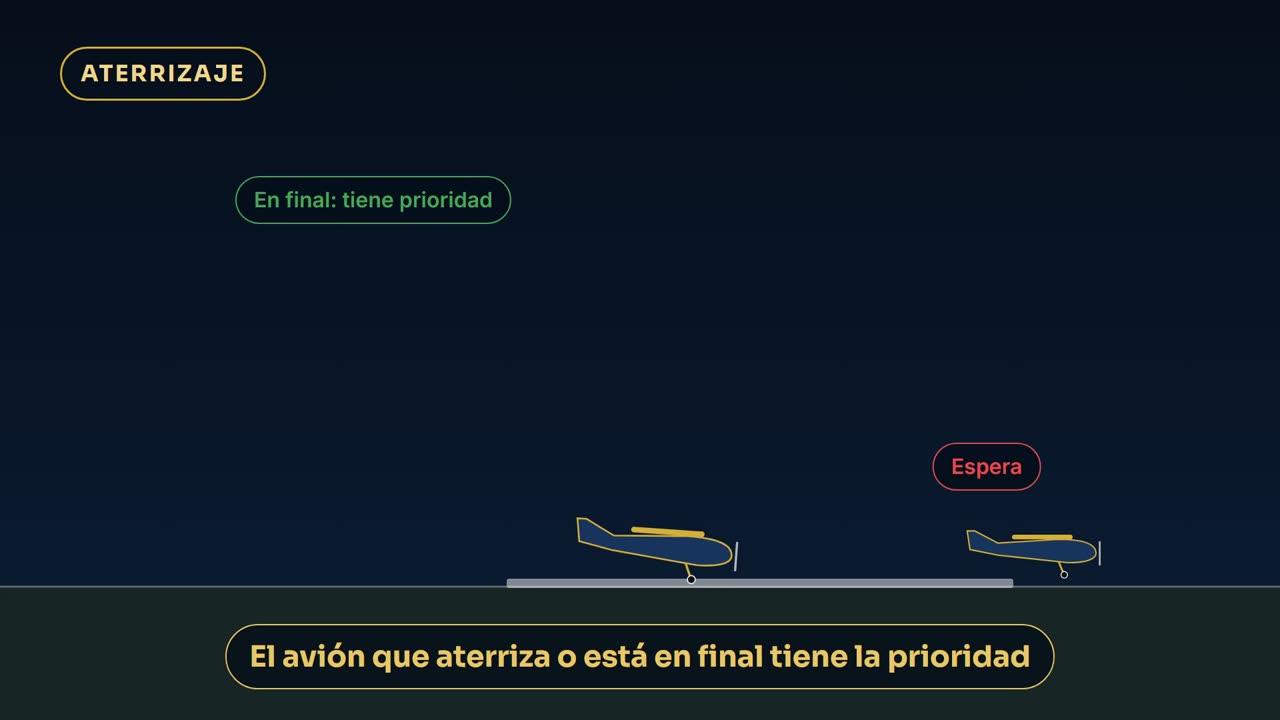 ATERRIZAJE
En final: tiene prioridad
Espera
El avión que aterriza o está en final tiene la prioridad